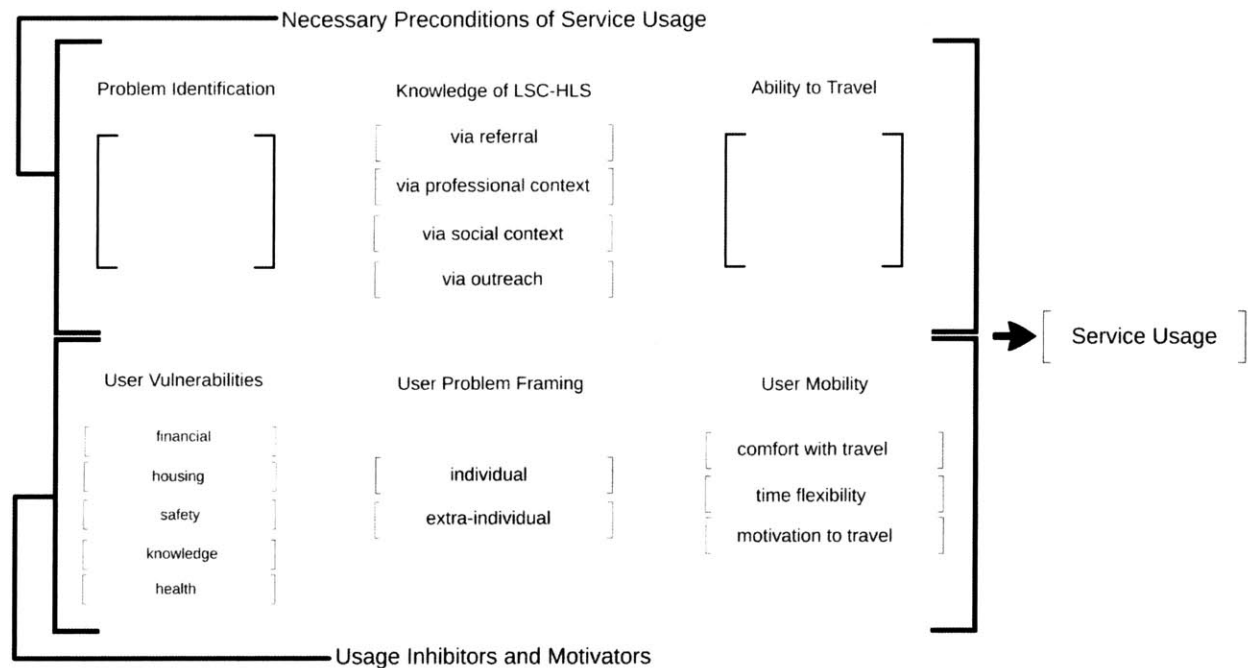 Necessary Preconditions of Service Usage
Problem Identification
Knowledge of LSC-HLS
Ability to Travel
via referral
via professional context
via social context
via outreach
Service Usage
User Vulnerabilities
User Problem Framing
User Mobility
financial
housing
safety
knowledge
health
individual
extra-individual
comfort with travel
time flexibility
motivation to travel
Usage Inhibitors and Motivators